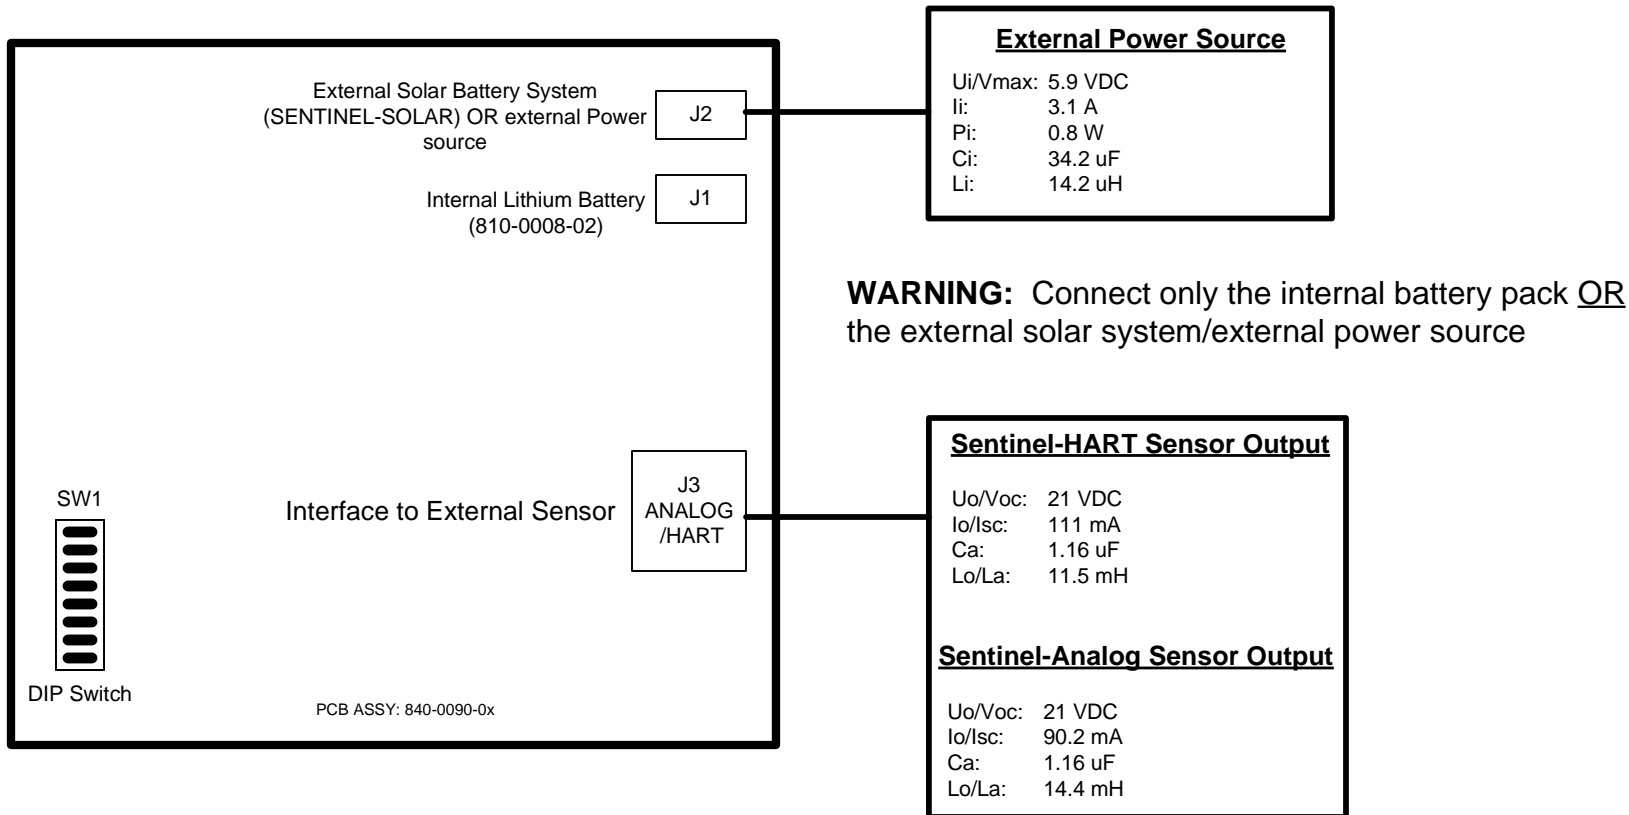 External Solar Battery System
(SENTINEL-SOLAR) OR external Power
source
J2
Internal Lithium Battery
(810-0008-02)
J1
External Power Source
Ui/Vmax: 5.9 VDC
Ii: 3.1 A
Pi: 0.8 W
Ci: 34.2 uF
Li: 14.2 uH
WARNING: Connect only the internal battery pack OR
the external solar system/external power source
Interface to External Sensor
J3
ANALOG
/HART
SW1
DIP Switch
PCB ASSY: 840-0090-0x
Sentinel-HART Sensor Output
Uo/Voc: 21 VDC
Io/Isc: 111 mA
Ca: 1.16 uF
Lo/La: 11.5 mH
Sentinel-Analog Sensor Output
Uo/Voc: 21 VDC
Io/Isc: 90.2 mA
Ca: 1.16 uF
Lo/La: 14.4 mH